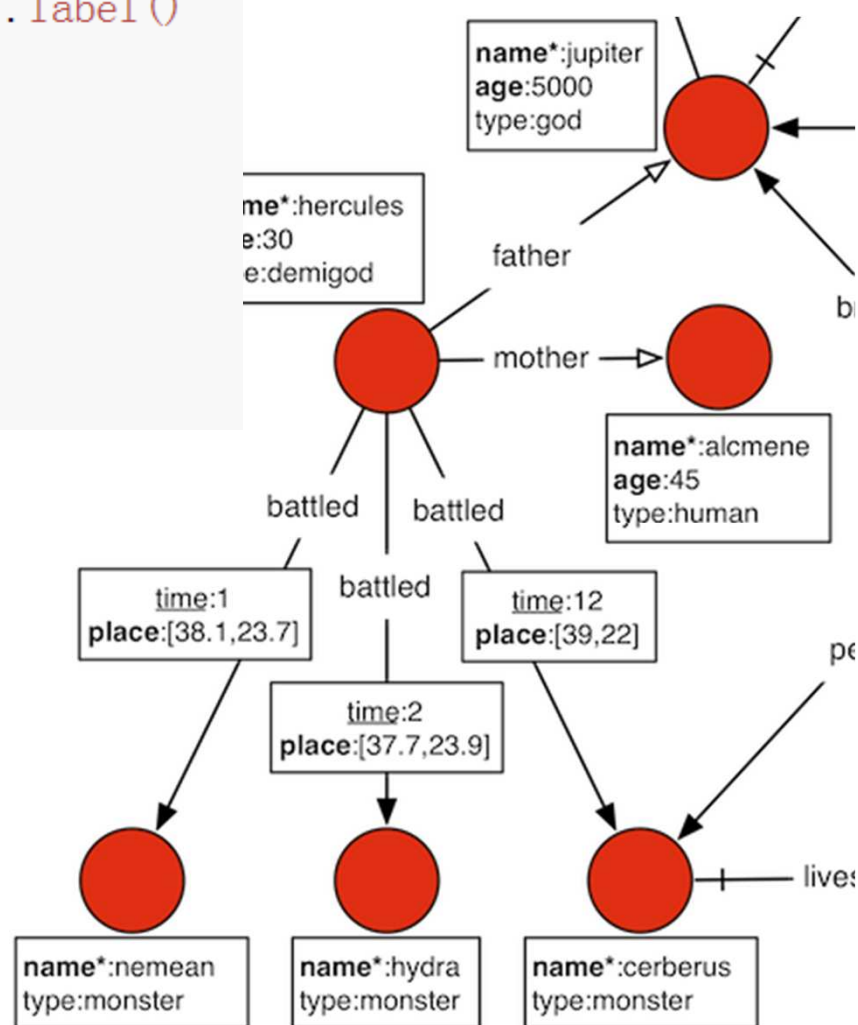 .label()
name*:jupiter
age:5000
type:god
me*:hercules
e:30
e:demigod
father
mother
name*:alcmene
age:45
type:human
battled
battled
battled
time:1
place:[38.1,23.7]
time:12
place:[39,22]
time:2
place:[37.7,23.9]
b
pe
lives
name*:nemean
type:monster
name*:hydra
type:monster
name*:cerberus
type:monster